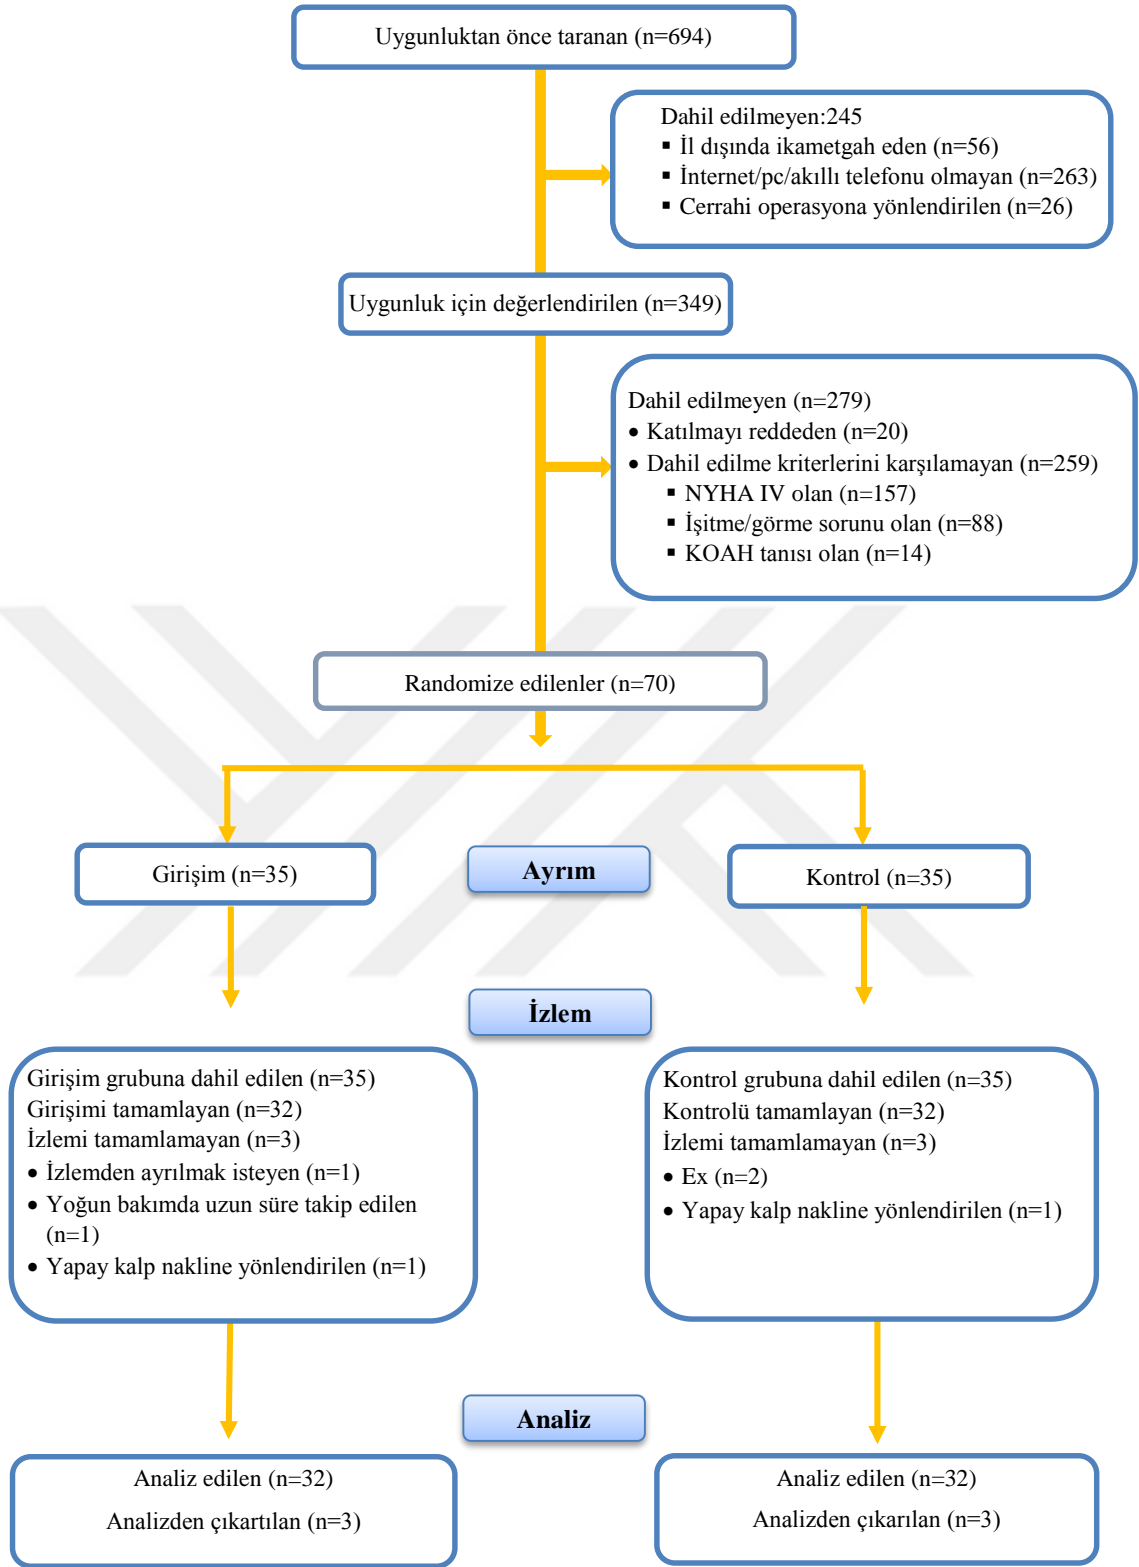 Uygunluktan önce taranan (n=694)
Dahil edilmeyen:245
▪ İl dışında ikametgah eden (n=56)
▪ İnternet/pc/akıllı telefonu olmayan (n=263)
▪ Cerrahi operasyona yönlendirilen (n=26)
Uygunluk için değerlendirilen (n=349)
Dahil edilmeyen (n=279)
• Katılmayı reddeden (n=20)
• Dahil edilme kriterlerini karşılamayan (n=259)
▪ NYHA IV olan (n=157)
▪ İşitme/görme sorunu olan (n=88)
▪ KOAH tanısı olan (n=14)
Randomize edilenler (n=70)
Girişim (n=35)
Ayrım
Kontrol (n=35)
İzlem
Girişim grubuna dahil edilen (n=35)
Girişimi tamamlayan (n=32)
İzlemi tamamlamayan (n=3)
• İzlemden ayrılmak isteyen (n=1)
• Yoğun bakımda uzun süre takip edilen
(n=1)
• Yapay kalp nakline yönlendirilen (n=1)
Kontrol grubuna dahil edilen (n=35)
Kontrolü tamamlayan (n=32)
İzlemi tamamlamayan (n=3)
• Ex (n=2)
• Yapay kalp nakline yönlendirilen (n=1)
Analiz
Analiz edilen (n=32)
Analizden çıkartılan (n=3)
Analiz edilen (n=32)
Analizden çıkarılan (n=3)